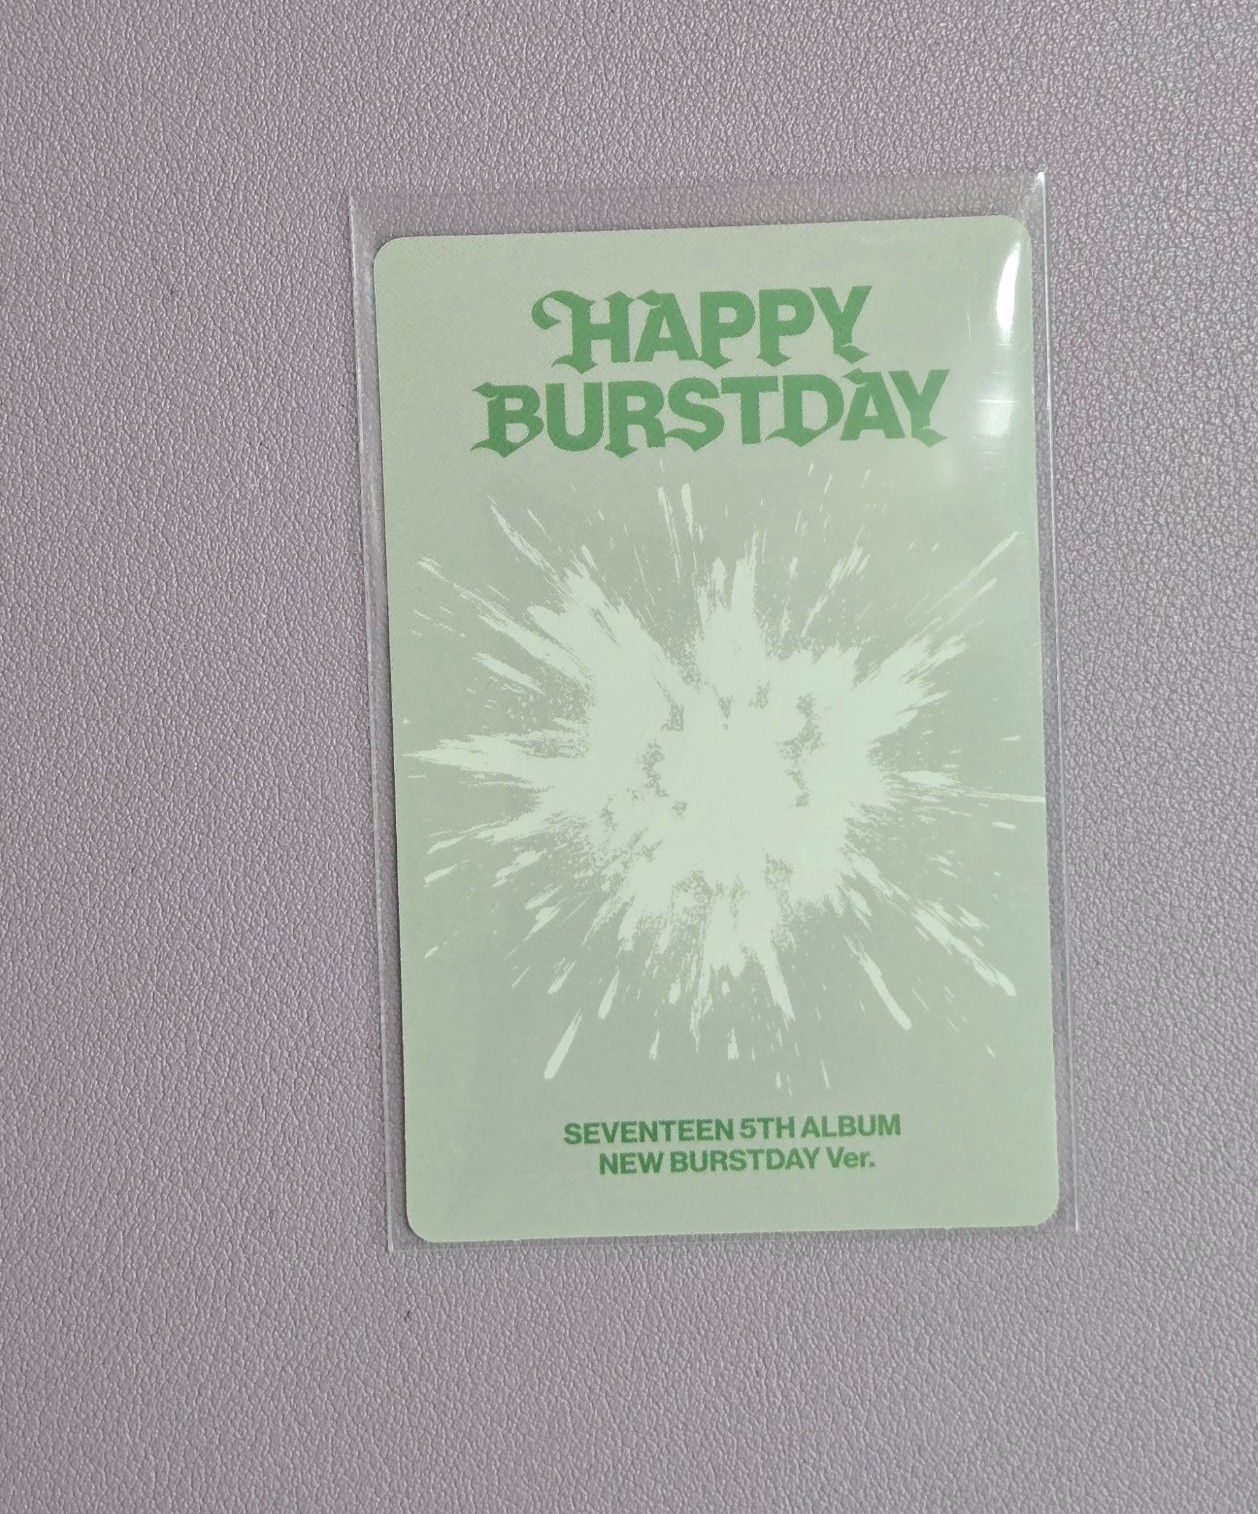 HAPPY
BURSTDAY
SEVENTEEN 5TH ALBUM
NEW BURSTDAY Ver.